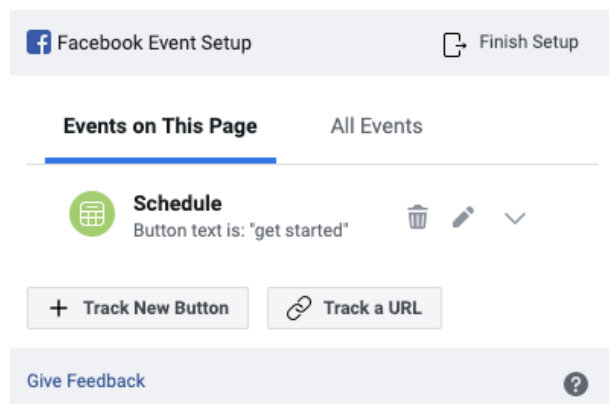 Facebook Event Setup
Finish Setup
Events on This Page
All Events
Schedule
Button text is: "get started"
+ Track New Button
Track a URL
Give Feedback
?